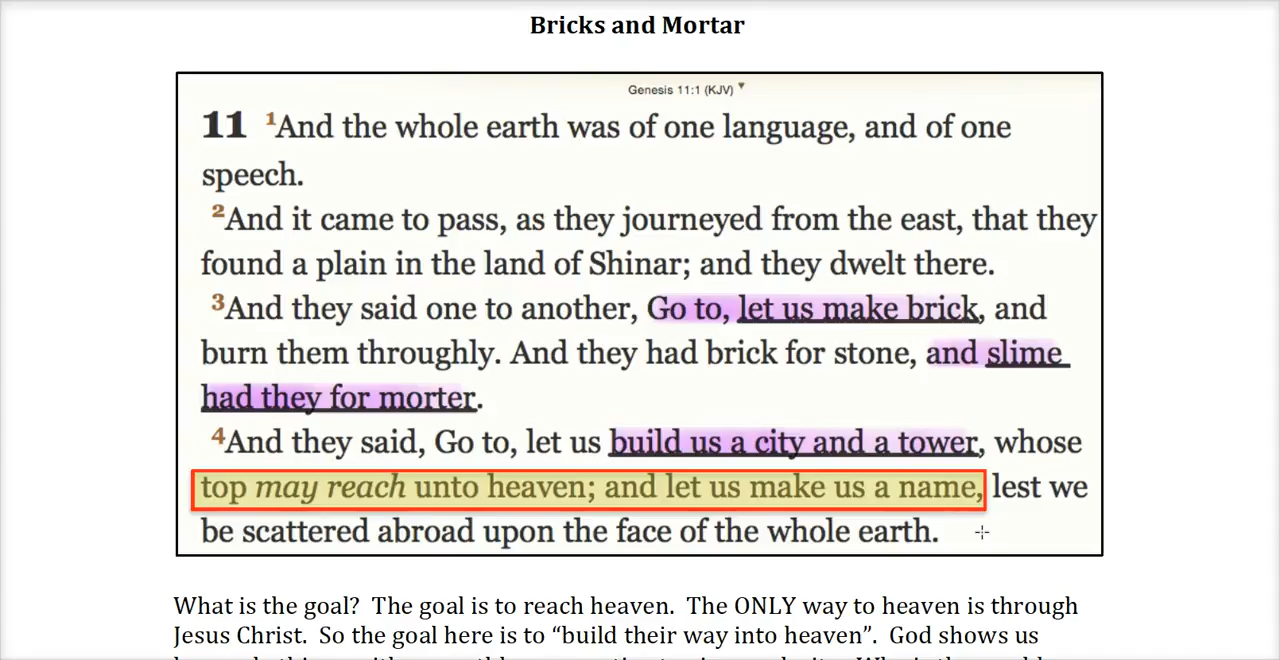 Bricks and Mortar
Genesis 11:1 (KJV) ▼
11 1And the whole earth was of one language, and of one
speech.
2And it came to pass, as they journeyed from the east, that they
found a plain in the land of Shinar; and they dwelt there.
3And they said one to another, Go to, let us make brick, and
burn them throughly. And they had brick for stone, and slime
had they for morter.
4And they said, Go to, let us build us a city and a tower, whose
top may reach unto heaven; and let us make us a name, lest we
be scattered abroad upon the face of the whole earth.
What is the goal? The goal is to reach heaven. The ONLY way to heaven is through
Jesus Christ. So the goal here is to “build their way into heaven”. God shows us